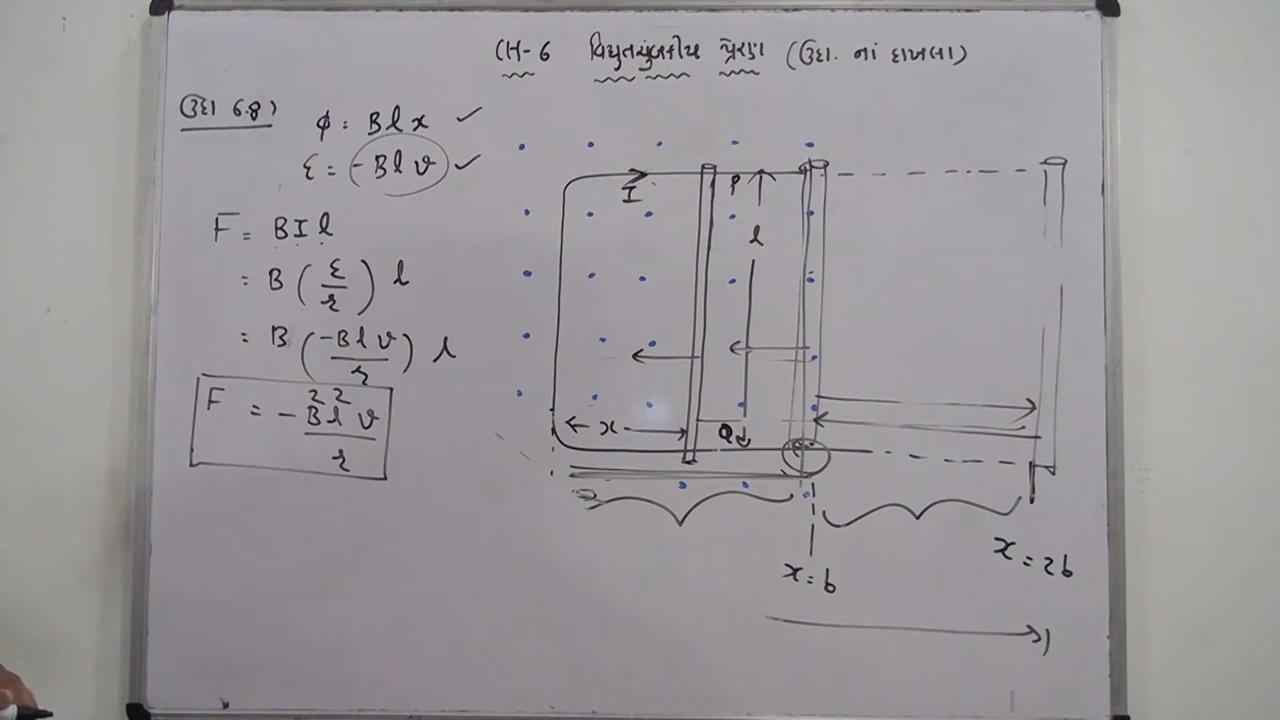 CH-6 વિદ્યુતચુંબકીય પ્રેરણ (ઉદા. નાં દાખલા)
ઉદા 6.8)
ϕ = Blx ✓
ε = -Blv ✓
F = BIl
= B (ε/r) l
= B (-Blv/r) l
F = -B²l²v/r
I
P
l
x
Q
x = b
x = 2b